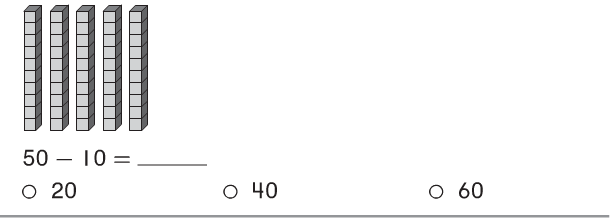 50 – 10 = ______
○ 20 ○ 40 ○ 60